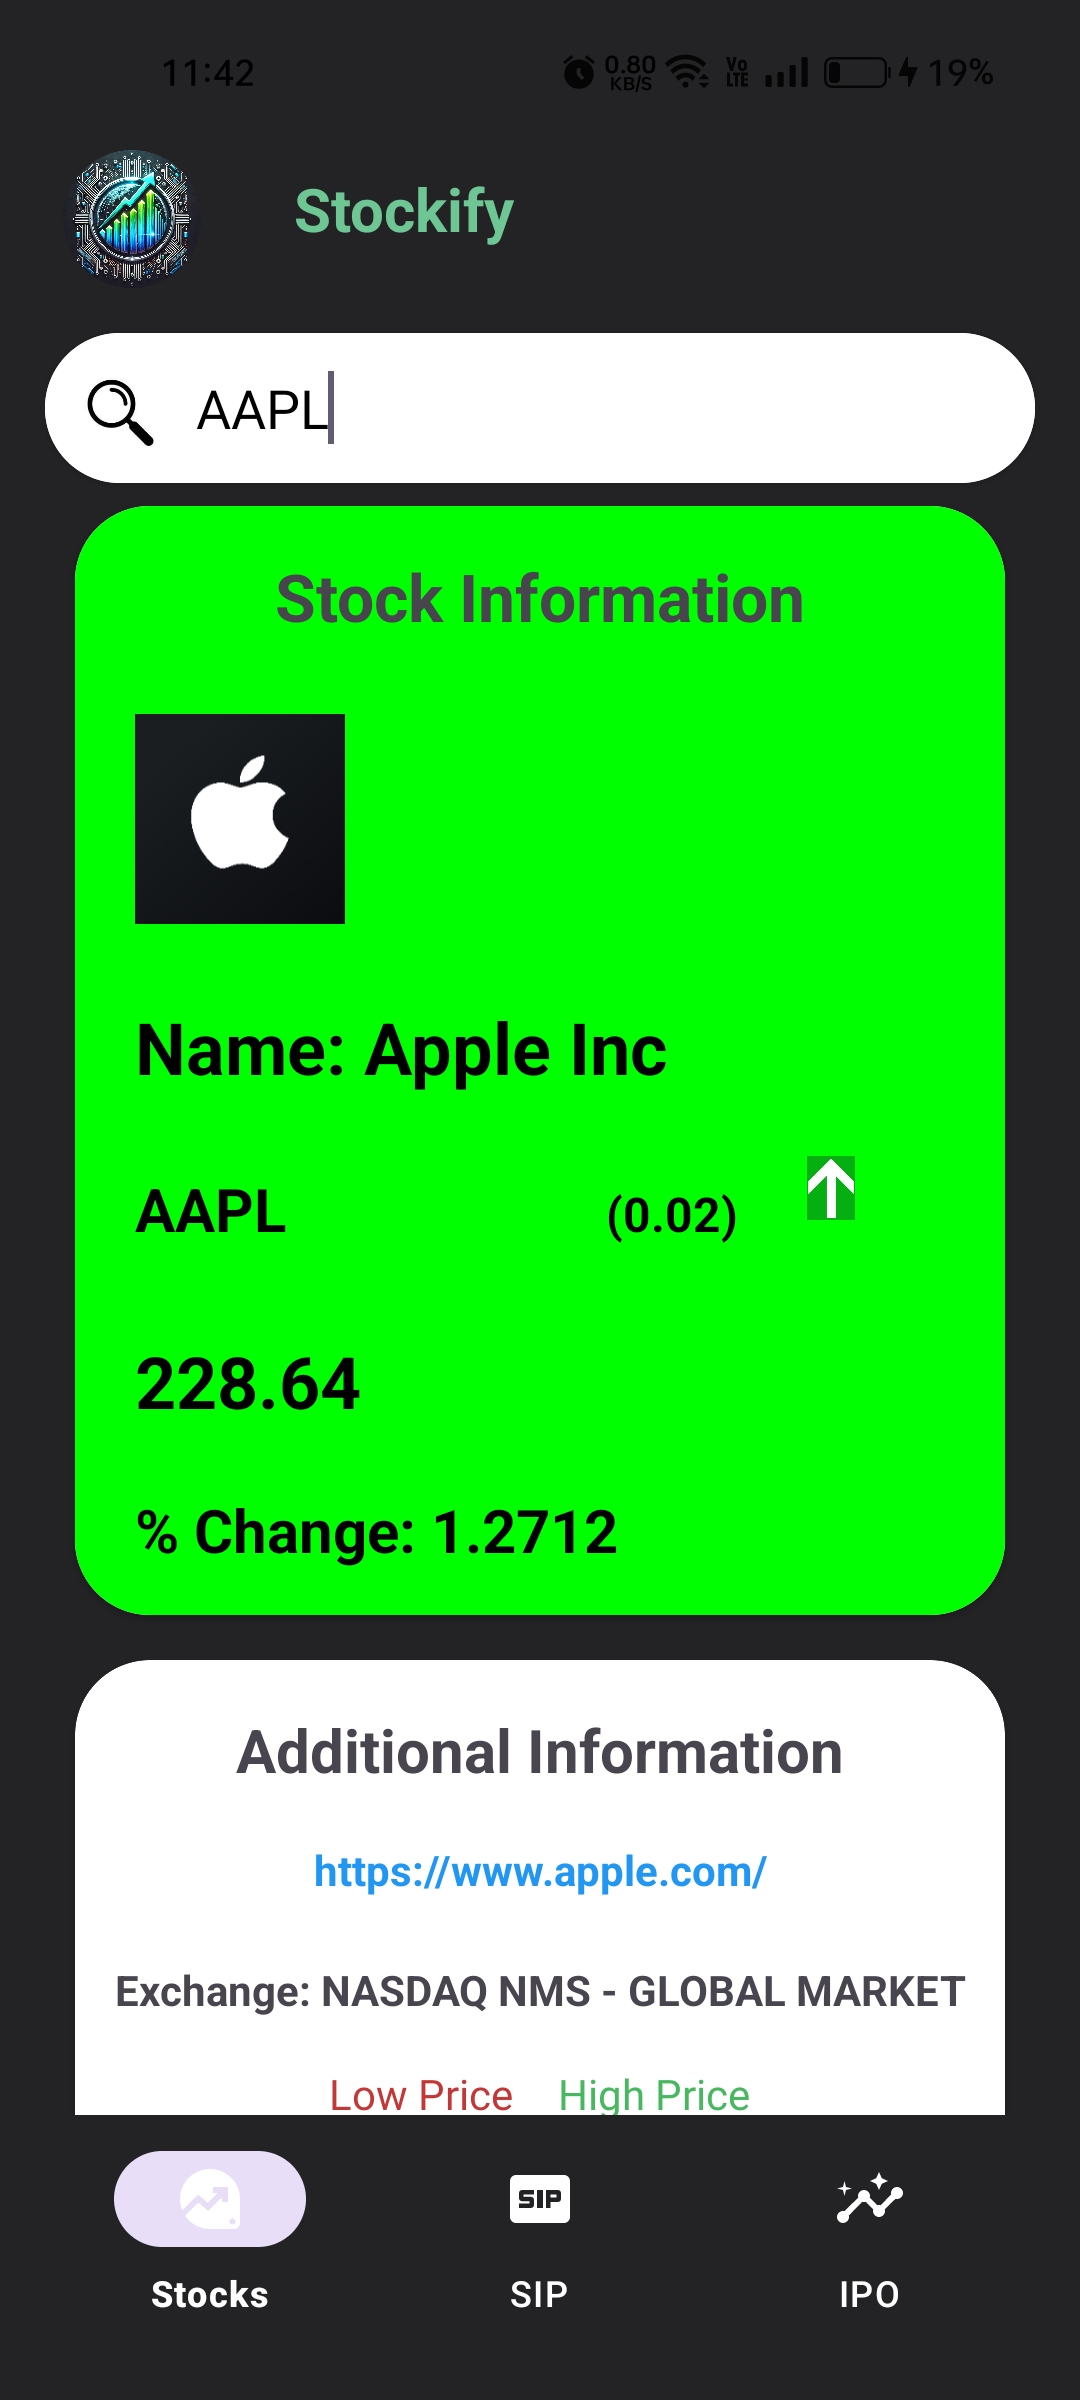 11:42 0.80 KB/S Vo LTE 19%
Stockify
AAPL
Stock Information
Name: Apple Inc
AAPL (0.02)
228.64
% Change: 1.2712
Additional Information
https://www.apple.com/
Exchange: NASDAQ NMS - GLOBAL MARKET
Low Price High Price
SIP
Stocks SIP IPO